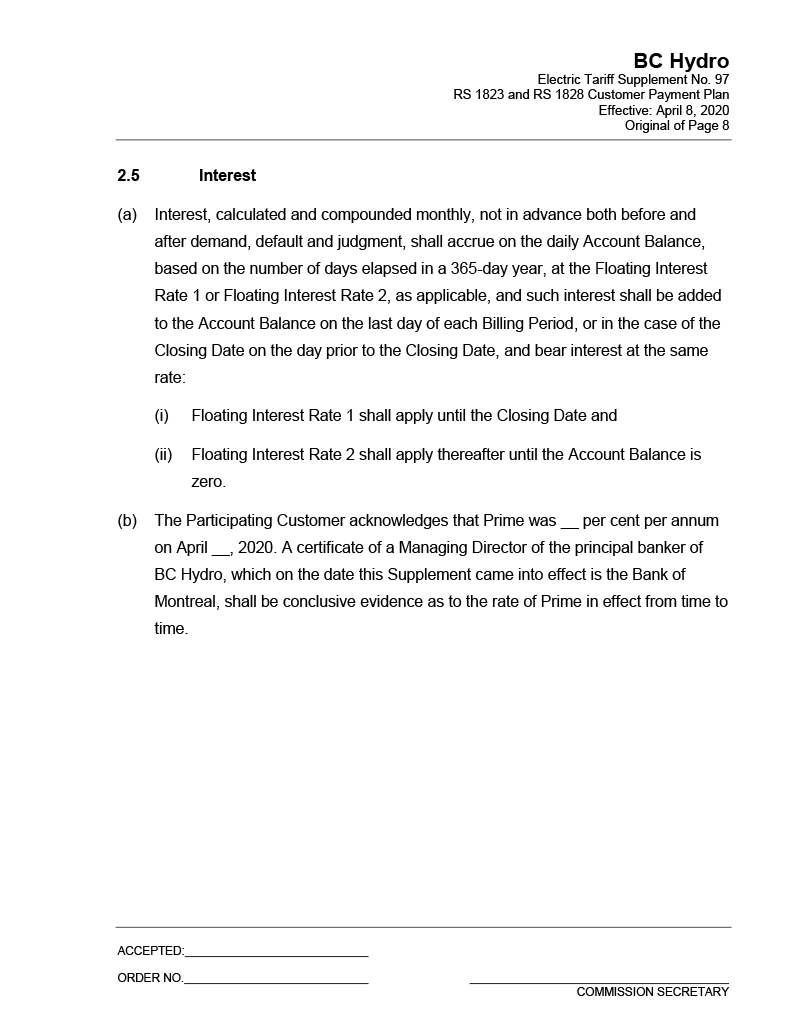 BC Hydro
Electric Tariff Supplement No. 97
RS 1823 and RS 1828 Customer Payment Plan
Effective: April 8, 2020
Original of Page 8
2.5 Interest
(a) Interest, calculated and compounded monthly, not in advance both before and
after demand, default and judgment, shall accrue on the daily Account Balance,
based on the number of days elapsed in a 365-day year, at the Floating Interest
Rate 1 or Floating Interest Rate 2, as applicable, and such interest shall be added
to the Account Balance on the last day of each Billing Period, or in the case of the
Closing Date on the day prior to the Closing Date, and bear interest at the same
rate:
(i) Floating Interest Rate 1 shall apply until the Closing Date and
(ii) Floating Interest Rate 2 shall apply thereafter until the Account Balance is
zero.
(b) The Participating Customer acknowledges that Prime was __ per cent per annum
on April __, 2020. A certificate of a Managing Director of the principal banker of
BC Hydro, which on the date this Supplement came into effect is the Bank of
Montreal, shall be conclusive evidence as to the rate of Prime in effect from time to
time.
ACCEPTED:____________________________
ORDER NO.____________________________
COMMISSION SECRETARY